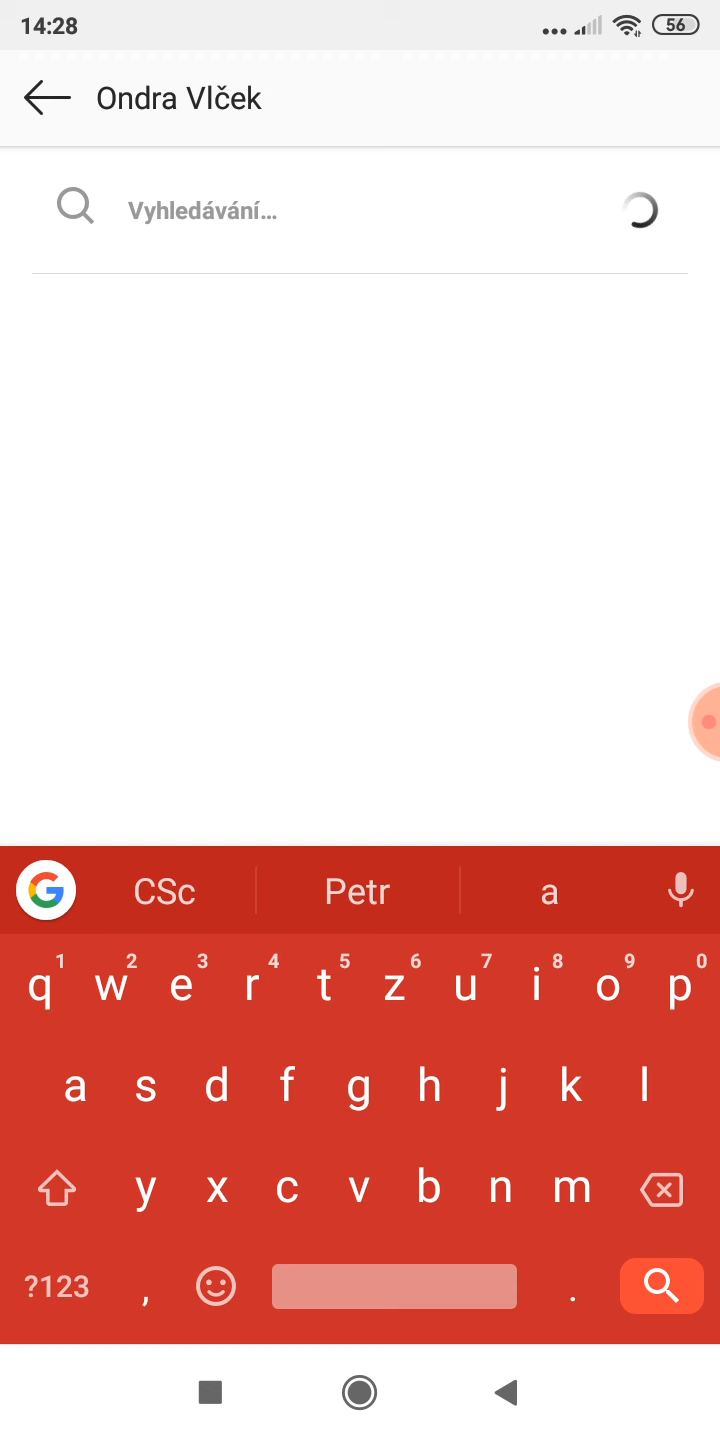 14:28
56
Ondra Vlček
Vyhledávání…
CSc Petr a
1 2 3 4 5 6 7 8 9 0
q w e r t z u i o p
a s d f g h j k l
y x c v b n m
?123 , .